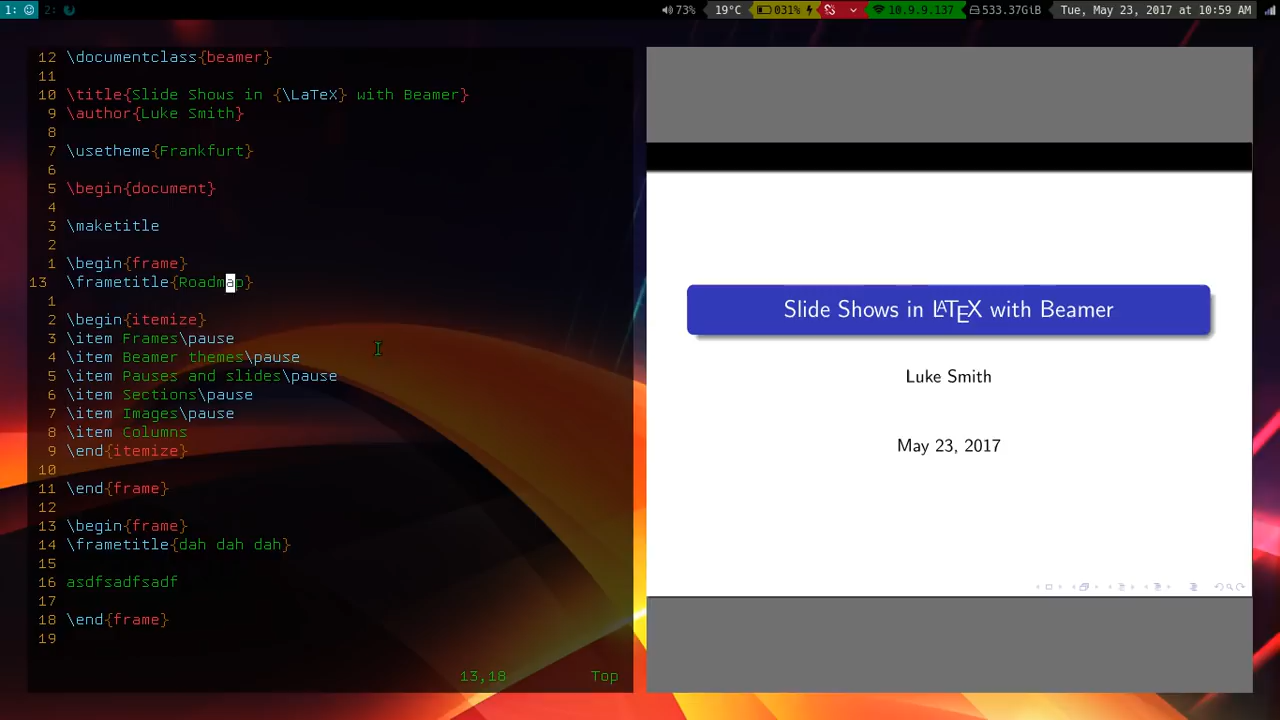 1: 2: 73% 19°C 031% 10.9.9.137 533.37GiB Tue, May 23, 2017 at 10:59 AM
12 \documentclass{beamer}
11
10 \title{Slide Shows in {\LaTeX} with Beamer}
9 \author{Luke Smith}
8
7 \usetheme{Frankfurt}
6
5 \begin{document}
4
3 \maketitle
2
1 \begin{frame}
13 \frametitle{Roadmap}
1
2 \begin{itemize}
3 \item Frames\pause
4 \item Beamer themes\pause
5 \item Pauses and slides\pause
6 \item Sections\pause
7 \item Images\pause
8 \item Columns
9 \end{itemize}
10
11 \end{frame}
12
13 \begin{frame}
14 \frametitle{dah dah dah}
15
16 asdfsadfsadf
17
18 \end{frame}
19
13,18 Top
Slide Shows in LATEX with Beamer
Luke Smith
May 23, 2017